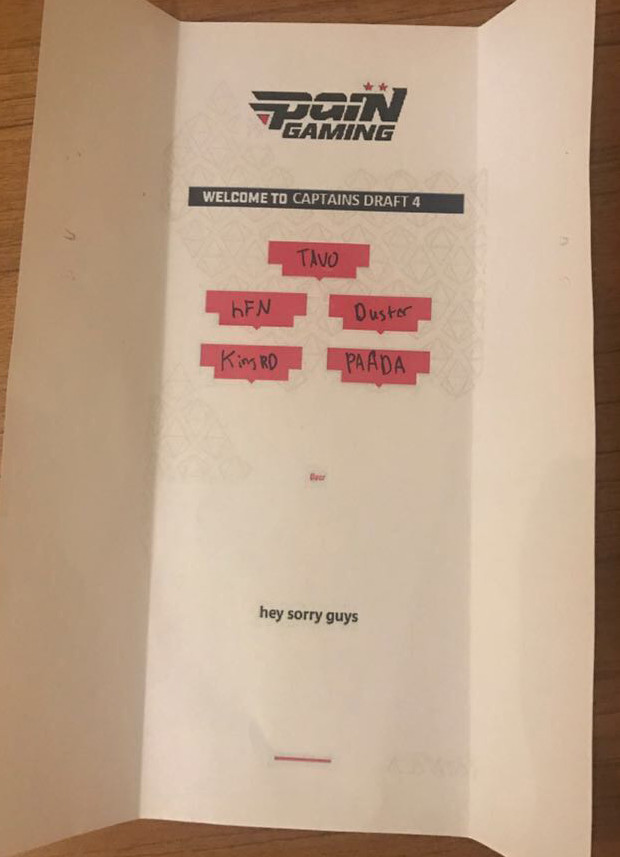 paiN
GAMING
WELCOME TO CAPTAINS DRAFT 4
TAVO
hFN Duster
KingRD PAADA
hey sorry guys